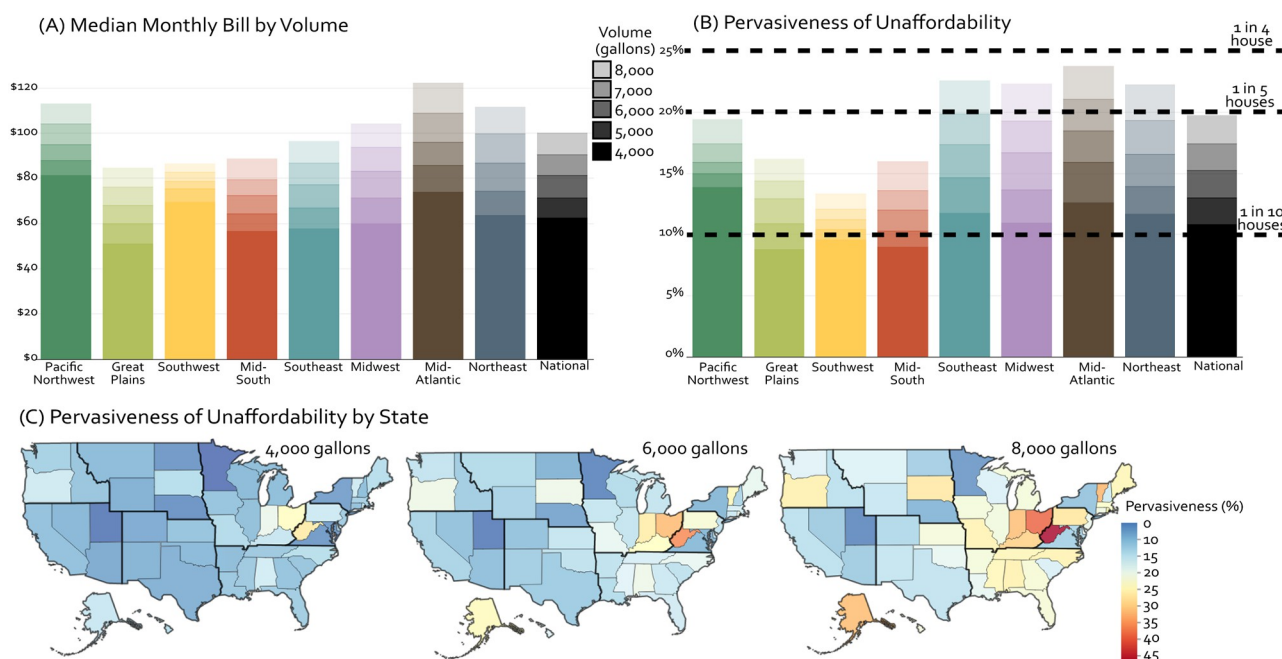 (A) Median Monthly Bill by Volume
Volume
(gallons)
8,000
7,000
6,000
5,000
4,000
$120
$100
$80
$60
$40
$20
$0
Pacific
Northwest
Great
Plains
Southwest
Mid-
South
Southeast
Midwest
Mid-
Atlantic
Northeast
National
(B) Pervasiveness of Unaffordability
1 in 4
house
1 in 5
houses
1 in 10
houses
25%
20%
15%
10%
5%
0%
Pacific
Northwest
Great
Plains
Southwest
Mid-
South
Southeast
Midwest
Mid-
Atlantic
Northeast
National
(C) Pervasiveness of Unaffordability by State
4,000 gallons
6,000 gallons
8,000 gallons
Pervasiveness (%)
0
5
10
15
20
25
30
35
40
45